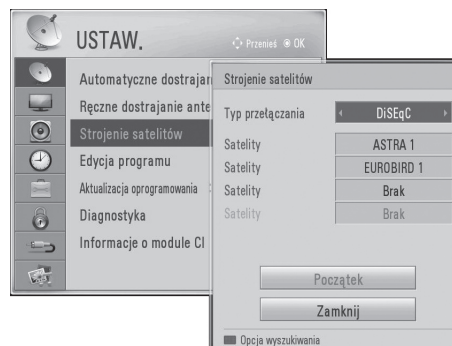 USTAW.
Przenieś OK
Automatyczne dostrajan
Ręczne dostrajanie ante
Strojenie satelitów
Edycja programu
Aktualizacja oprogramowania :
Diagnostyka
Informacje o module CI
Strojenie satelitów
Typ przełączania DiSEqC
Satelity ASTRA 1
Satelity EUROBIRD 1
Satelity Brak
Satelity Brak
Początek
Zamknij
Opcja wyszukiwania